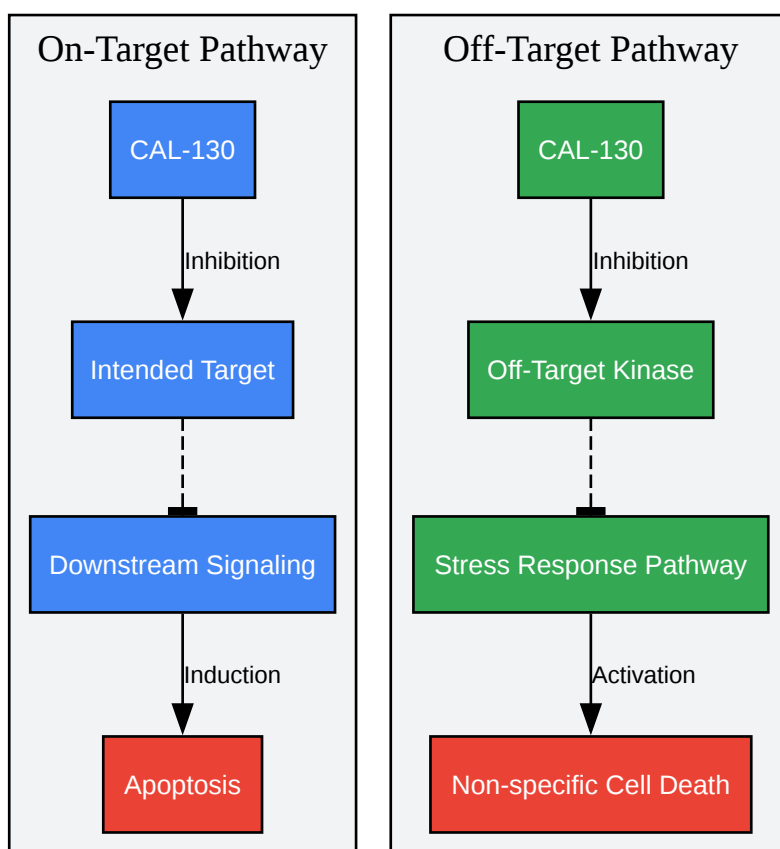 On-Target Pathway
CAL-130
Inhibition
Intended Target
Downstream Signaling
Induction
Apoptosis
Off-Target Pathway
CAL-130
Inhibition
Off-Target Kinase
Stress Response Pathway
Activation
Non-specific Cell Death